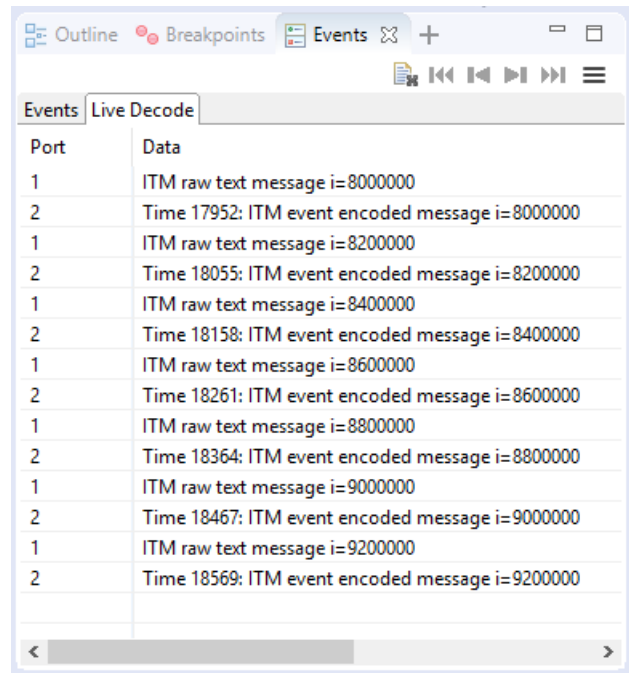 Outline Breakpoints Events
Events Live Decode
Port Data
1 ITM raw text message i=8000000
2 Time 17952: ITM event encoded message i=8000000
1 ITM raw text message i=8200000
2 Time 18055: ITM event encoded message i=8200000
1 ITM raw text message i=8400000
2 Time 18158: ITM event encoded message i=8400000
1 ITM raw text message i=8600000
2 Time 18261: ITM event encoded message i=8600000
1 ITM raw text message i=8800000
2 Time 18364: ITM event encoded message i=8800000
1 ITM raw text message i=9000000
2 Time 18467: ITM event encoded message i=9000000
1 ITM raw text message i=9200000
2 Time 18569: ITM event encoded message i=9200000